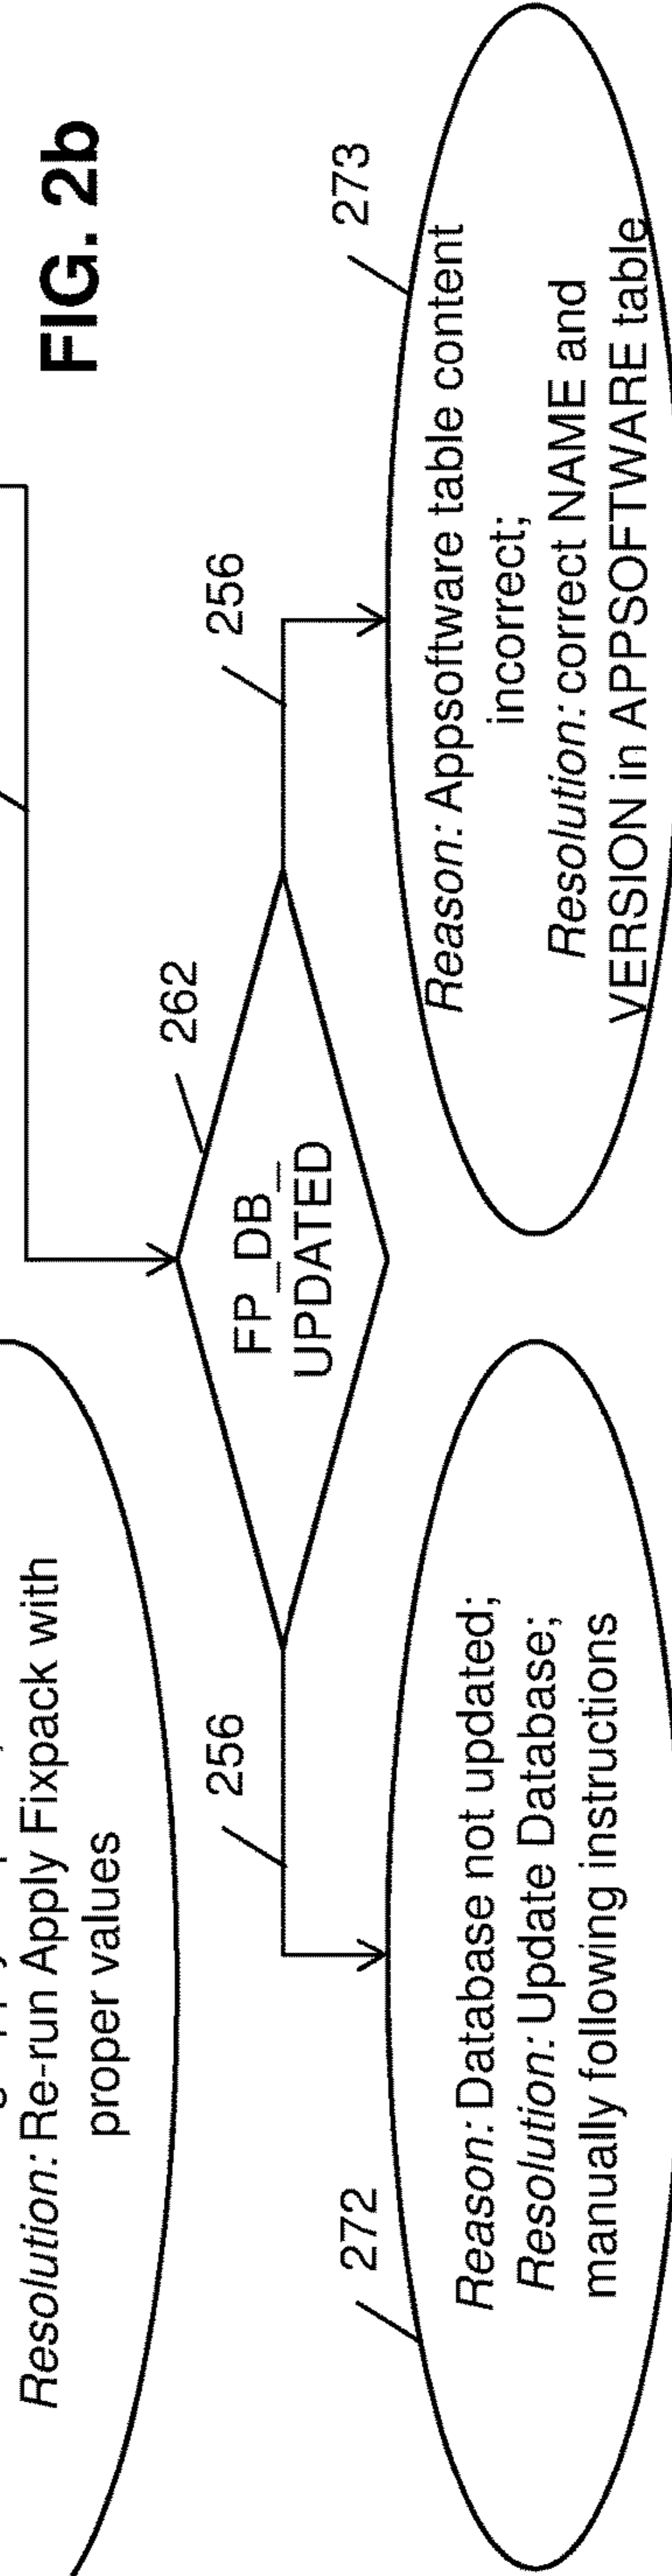 Resolution: Re-run Apply Fixpack with
proper values
FIG. 2b
262
FP_DB_
UPDATED
256
256
272
Reason: Database not updated;
Resolution: Update Database;
manually following instructions
273
Reason: Appsoftware table content
incorrect;
Resolution: correct NAME and
VERSION in APPSOFTWARE table